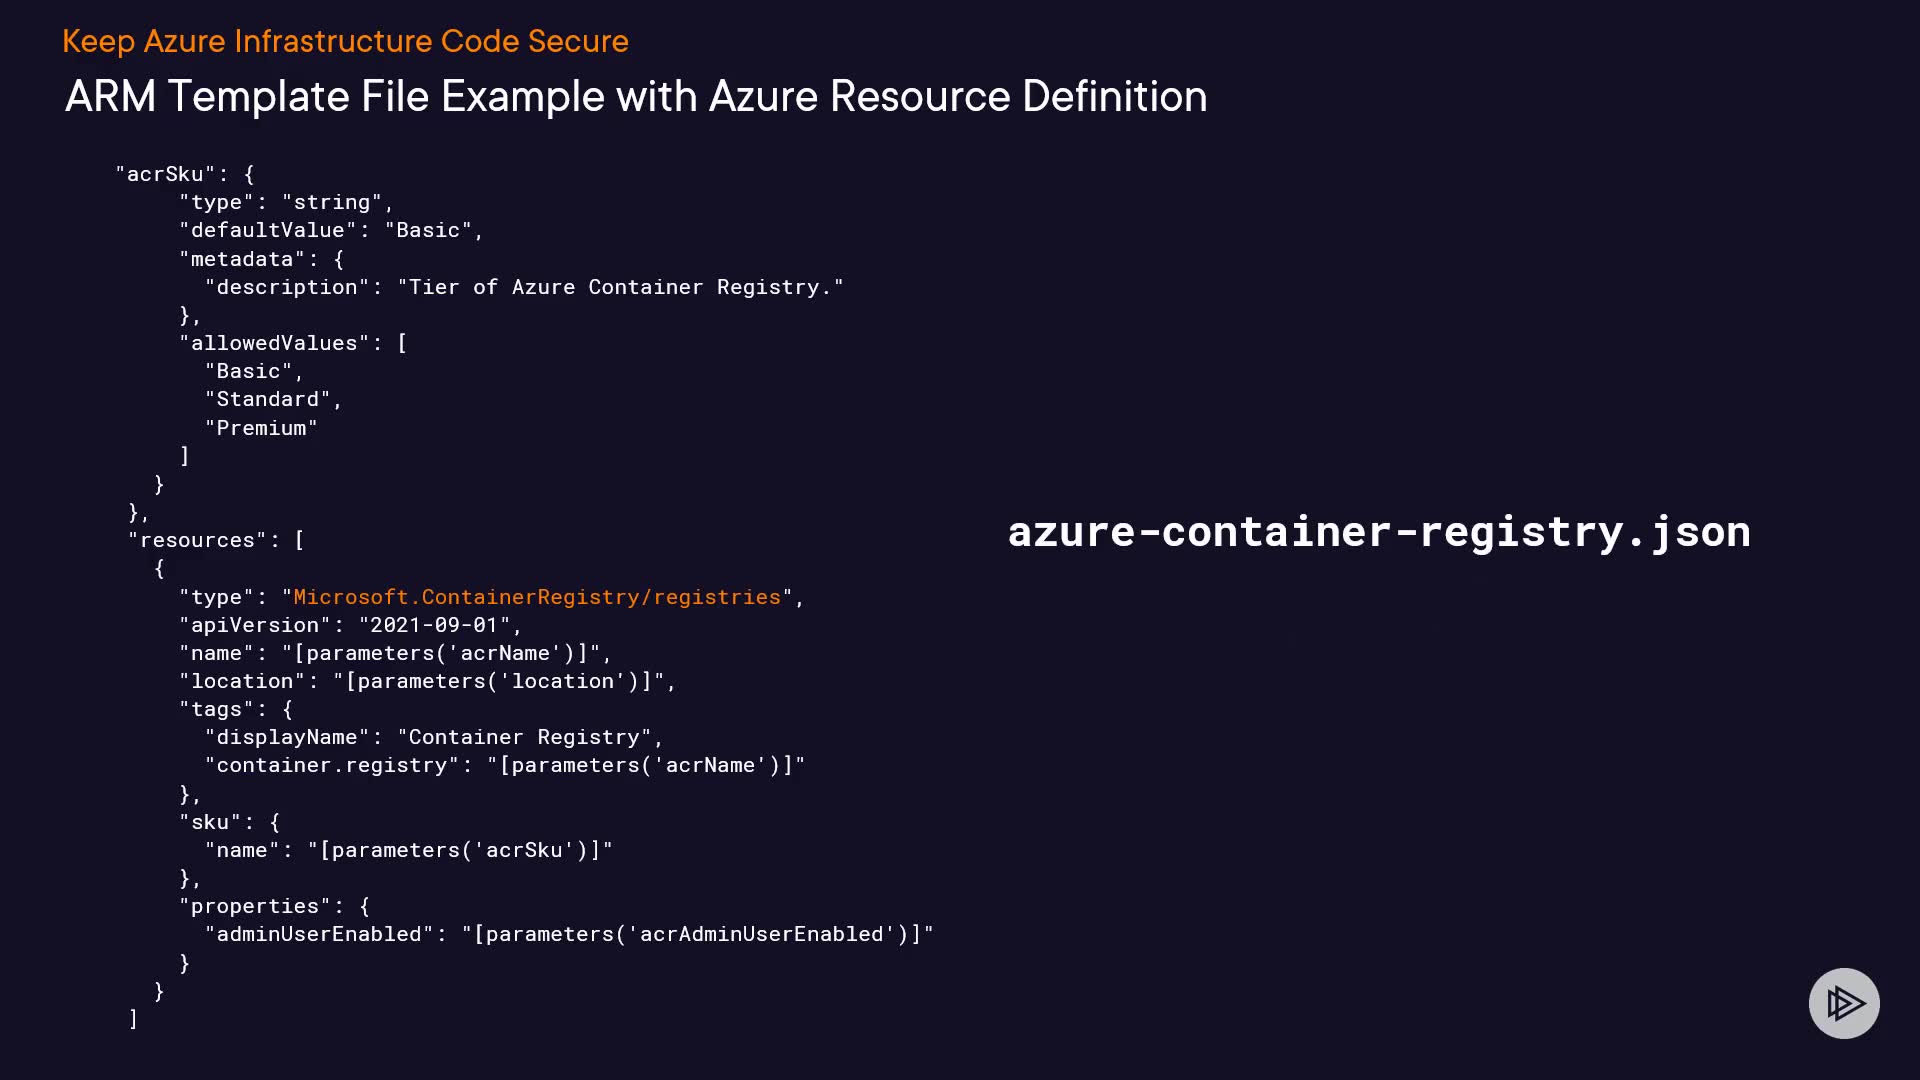 Keep Azure Infrastructure Code Secure
ARM Template File Example with Azure Resource Definition
"acrSku": {
"type": "string",
"defaultValue": "Basic",
"metadata": {
"description": "Tier of Azure Container Registry."
},
"allowedValues": [
"Basic",
"Standard",
"Premium"
]
}
},
"resources": [
{
"type": "Microsoft.ContainerRegistry/registries",
"apiVersion": "2021-09-01",
"name": "[parameters('acrName')]",
"location": "[parameters('location')]",
"tags": {
"displayName": "Container Registry",
"container.registry": "[parameters('acrName')]"
},
"sku": {
"name": "[parameters('acrSku')]"
},
"properties": {
"adminUserEnabled": "[parameters('acrAdminUserEnabled')]"
}
}
]
azure-container-registry.json